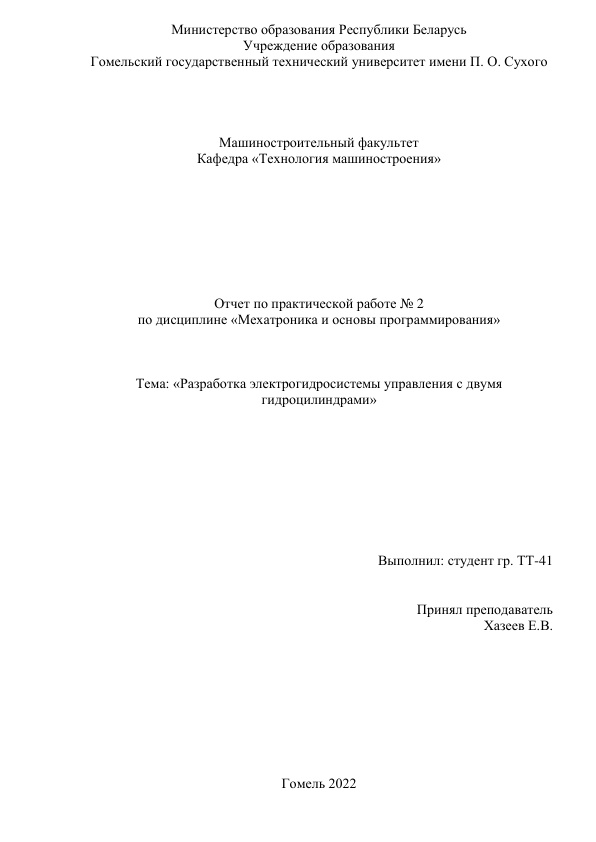 Министерство образования Республики Беларусь
Учреждение образования
Гомельский государственный технический университет имени П. О. Сухого
Машиностроительный факультет
Кафедра «Технология машиностроения»
Отчет по практической работе № 2
по дисциплине «Мехатроника и основы программирования»
Тема: «Разработка электрогидросистемы управления с двумя
гидроцилиндрами»
Выполнил: студент гр. ТТ-41
Принял преподаватель
Хазеев Е.В.
Гомель 2022